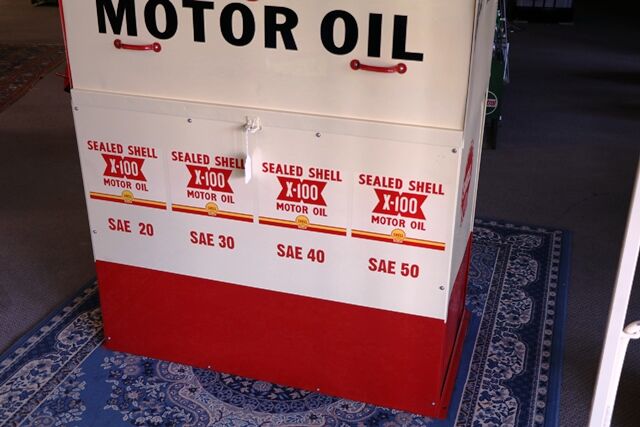 MOTOR OIL
SEALED SHELL
X-100
MOTOR OIL
SAE 20
SEALED SHELL
X-100
MOTOR OIL
SAE 30
SEALED SHELL
X-100
MOTOR OIL
SAE 40
SEALED SHELL
X-100
MOTOR OIL
SAE 50